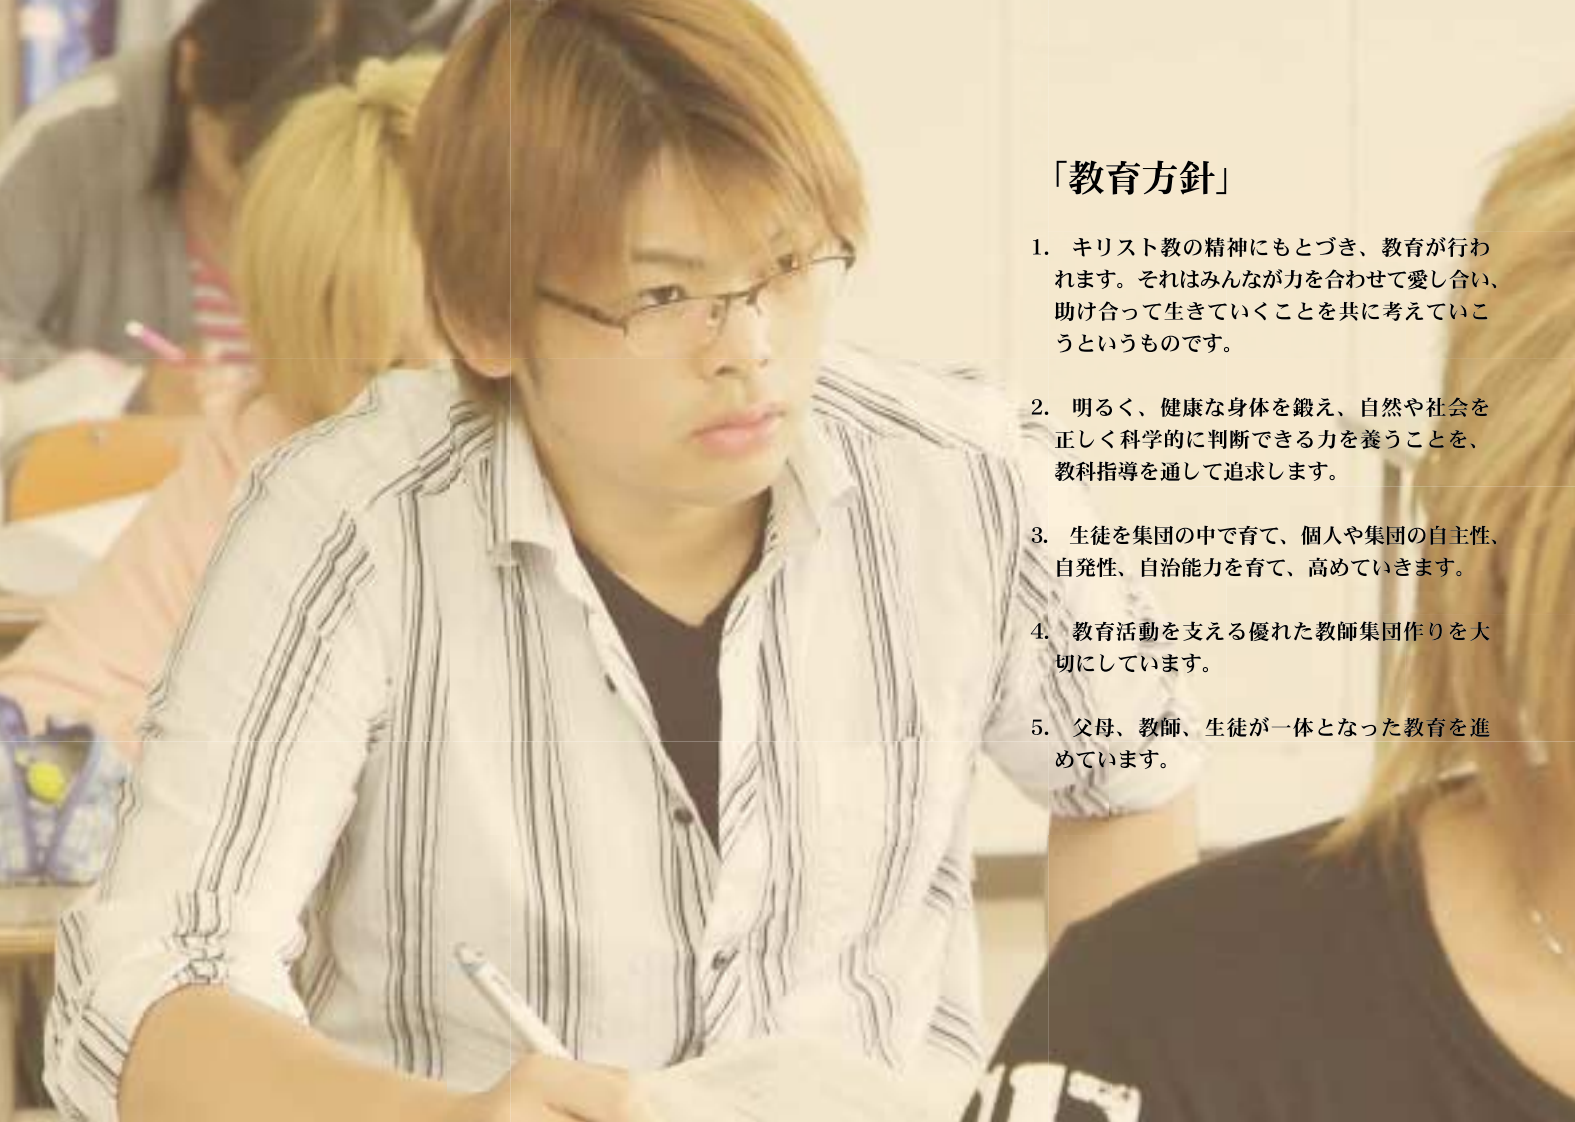 「教育方針」
1. キリスト教の精神にもとづき、教育が行わ
れます。それはみんなが力を合わせて愛し合い、
助け合って生きていくことを共に考えていこ
うというものです。
2. 明るく、健康な身体を鍛え、自然や社会を
正しく科学的に判断できる力を養うことを、
教科指導を通して追求します。
3. 生徒を集団の中で育て、個人や集団の自主性、
自発性、自治能力を育て、高めていきます。
4. 教育活動を支える優れた教師集団作りを大
切にしています。
5. 父母、教師、生徒が一体となった教育を進
めています。